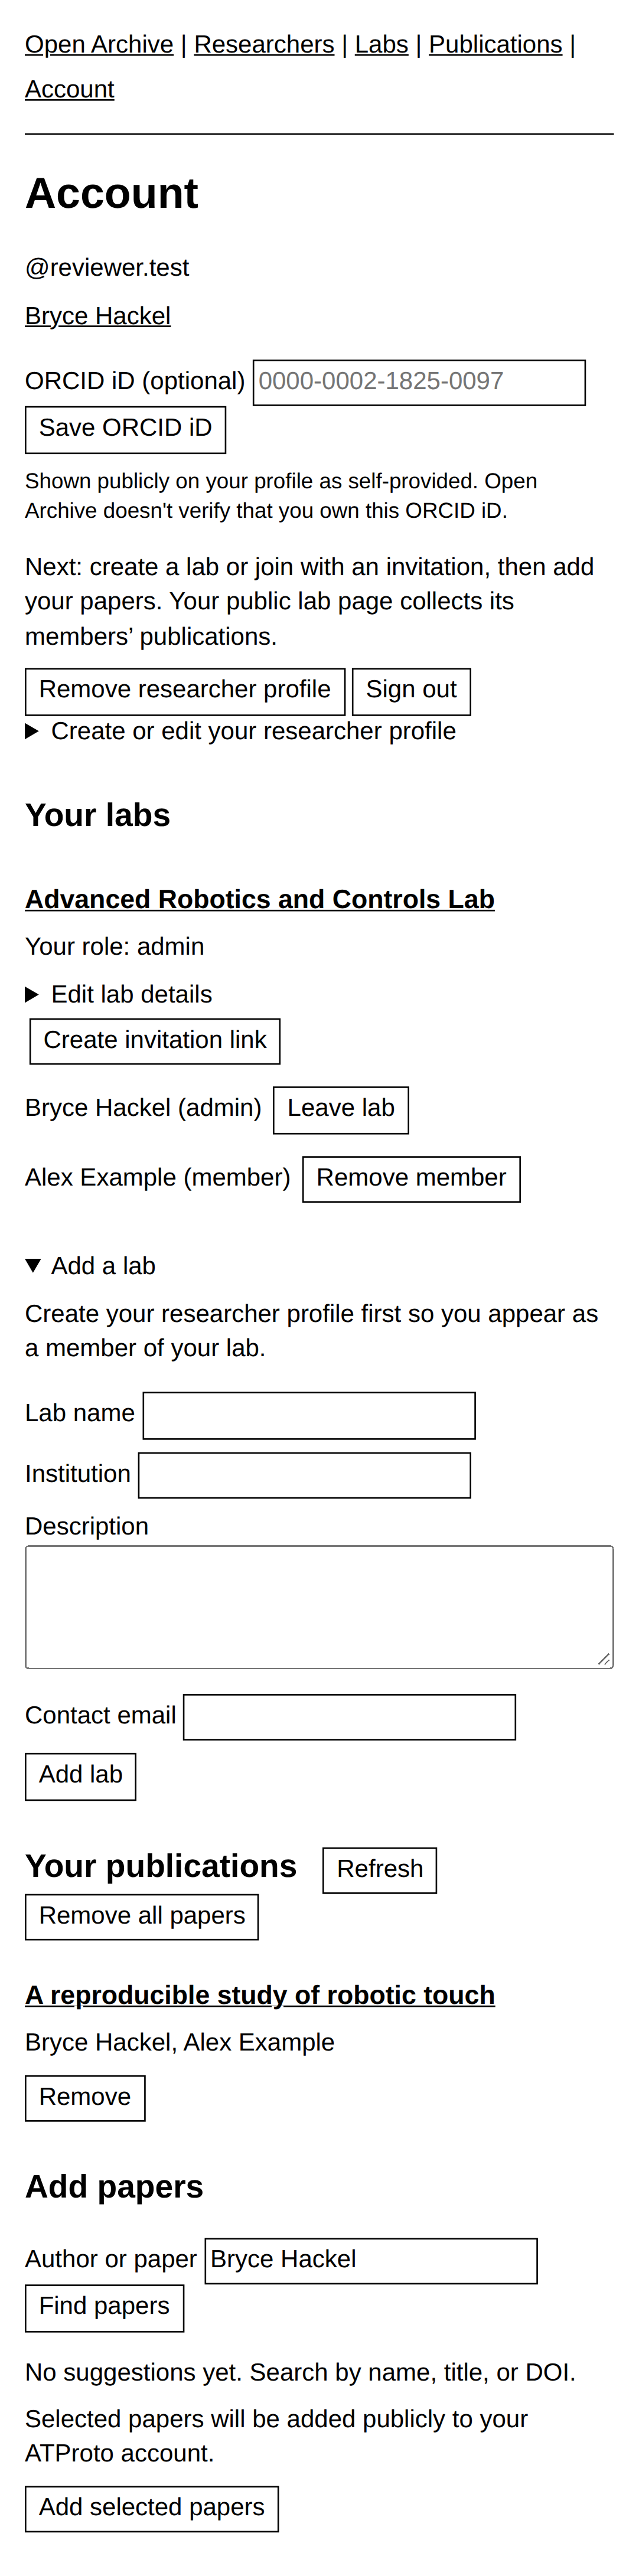 Open Archive | Researchers | Labs | Publications |
Account
Account
@reviewer.test
Bryce Hackel
ORCID iD (optional) 0000-0002-1825-0097
Save ORCID iD
Shown publicly on your profile as self-provided. Open
Archive doesn't verify that you own this ORCID iD.
Next: create a lab or join with an invitation, then add
your papers. Your public lab page collects its
members’ publications.
Remove researcher profile Sign out
Create or edit your researcher profile
Your labs
Advanced Robotics and Controls Lab
Your role: admin
Edit lab details
Create invitation link
Bryce Hackel (admin) Leave lab
Alex Example (member) Remove member
Add a lab
Create your researcher profile first so you appear as
a member of your lab.
Lab name
Institution
Description
Contact email
Add lab
Your publications Refresh
Remove all papers
A reproducible study of robotic touch
Bryce Hackel, Alex Example
Remove
Add papers
Author or paper Bryce Hackel
Find papers
No suggestions yet. Search by name, title, or DOI.
Selected papers will be added publicly to your
ATProto account.
Add selected papers